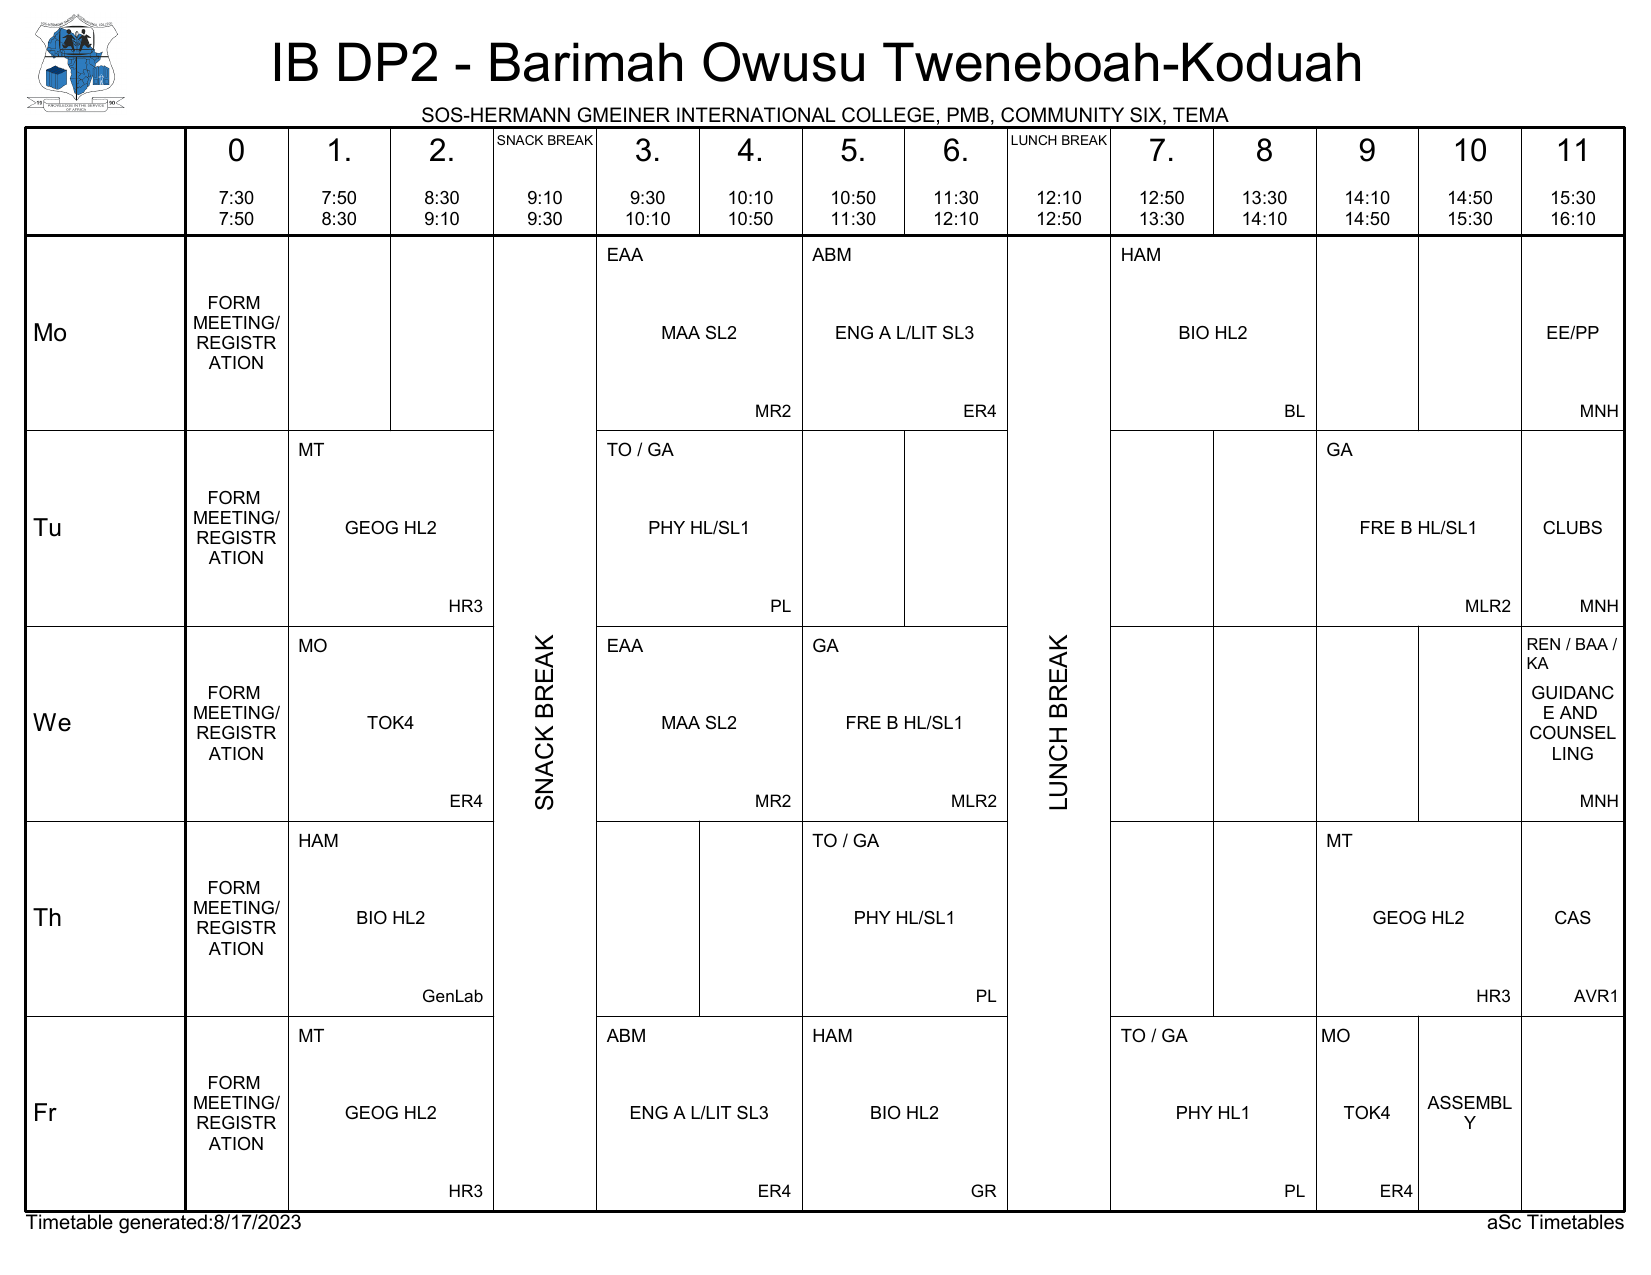 IB DP2 - Barimah Owusu Tweneboah-Koduah
SOS-HERMANN GMEINER INTERNATIONAL COLLEGE, PMB, COMMUNITY SIX, TEMA
0 1. 2. SNACK BREAK 3. 4. 5. 6. LUNCH BREAK 7. 8 9 10 11
7:30 7:50 8:30 9:10 9:30 10:10 10:50 11:30 12:10 12:50 13:30 14:10 14:50 15:30
7:50 8:30 9:10 9:30 10:10 10:50 11:30 12:10 12:50 13:30 14:10 14:50 15:30 16:10
Mo
FORM
MEETING/
REGISTR
ATION
EAA
MAA SL2
MR2
ABM
ENG A L/LIT SL3
ER4
HAM
BIO HL2
BL
EE/PP
MNH
Tu
FORM
MEETING/
REGISTR
ATION
MT
GEOG HL2
HR3
TO / GA
PHY HL/SL1
PL
GA
FRE B HL/SL1
MLR2
CLUBS
MNH
We
FORM
MEETING/
REGISTR
ATION
MO
TOK4
ER4
SNACK BREAK
EAA
MAA SL2
MR2
GA
FRE B HL/SL1
MLR2
LUNCH BREAK
REN / BAA /
KA
GUIDANC
E AND
COUNSEL
LING
MNH
Th
FORM
MEETING/
REGISTR
ATION
HAM
BIO HL2
GenLab
TO / GA
PHY HL/SL1
PL
MT
GEOG HL2
HR3
CAS
AVR1
Fr
FORM
MEETING/
REGISTR
ATION
MT
GEOG HL2
HR3
ABM
ENG A L/LIT SL3
ER4
HAM
BIO HL2
GR
TO / GA
PHY HL1
PL
MO
TOK4
ER4
ASSEMBL
Y
Timetable generated:8/17/2023
aSc Timetables